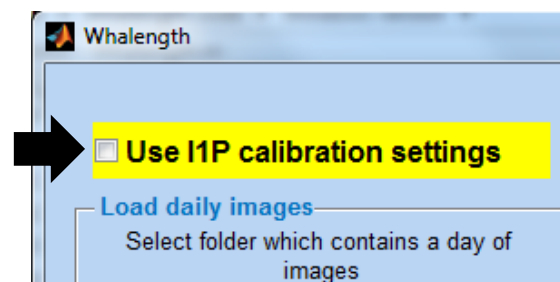 Whalength
Use I1P calibration settings
Load daily images
Select folder which contains a day of
images